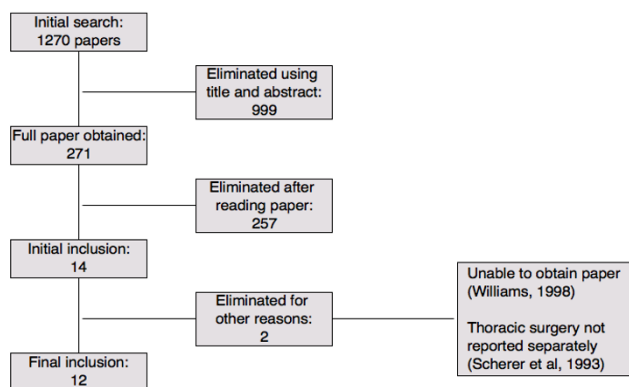 Initial search:
1270 papers
Eliminated using
title and abstract:
999
Full paper obtained:
271
Eliminated after
reading paper:
257
Initial inclusion:
14
Eliminated for
other reasons:
2
Unable to obtain paper
(Williams, 1998)
Thoracic surgery not
reported separately
(Scherer et al, 1993)
Final inclusion:
12